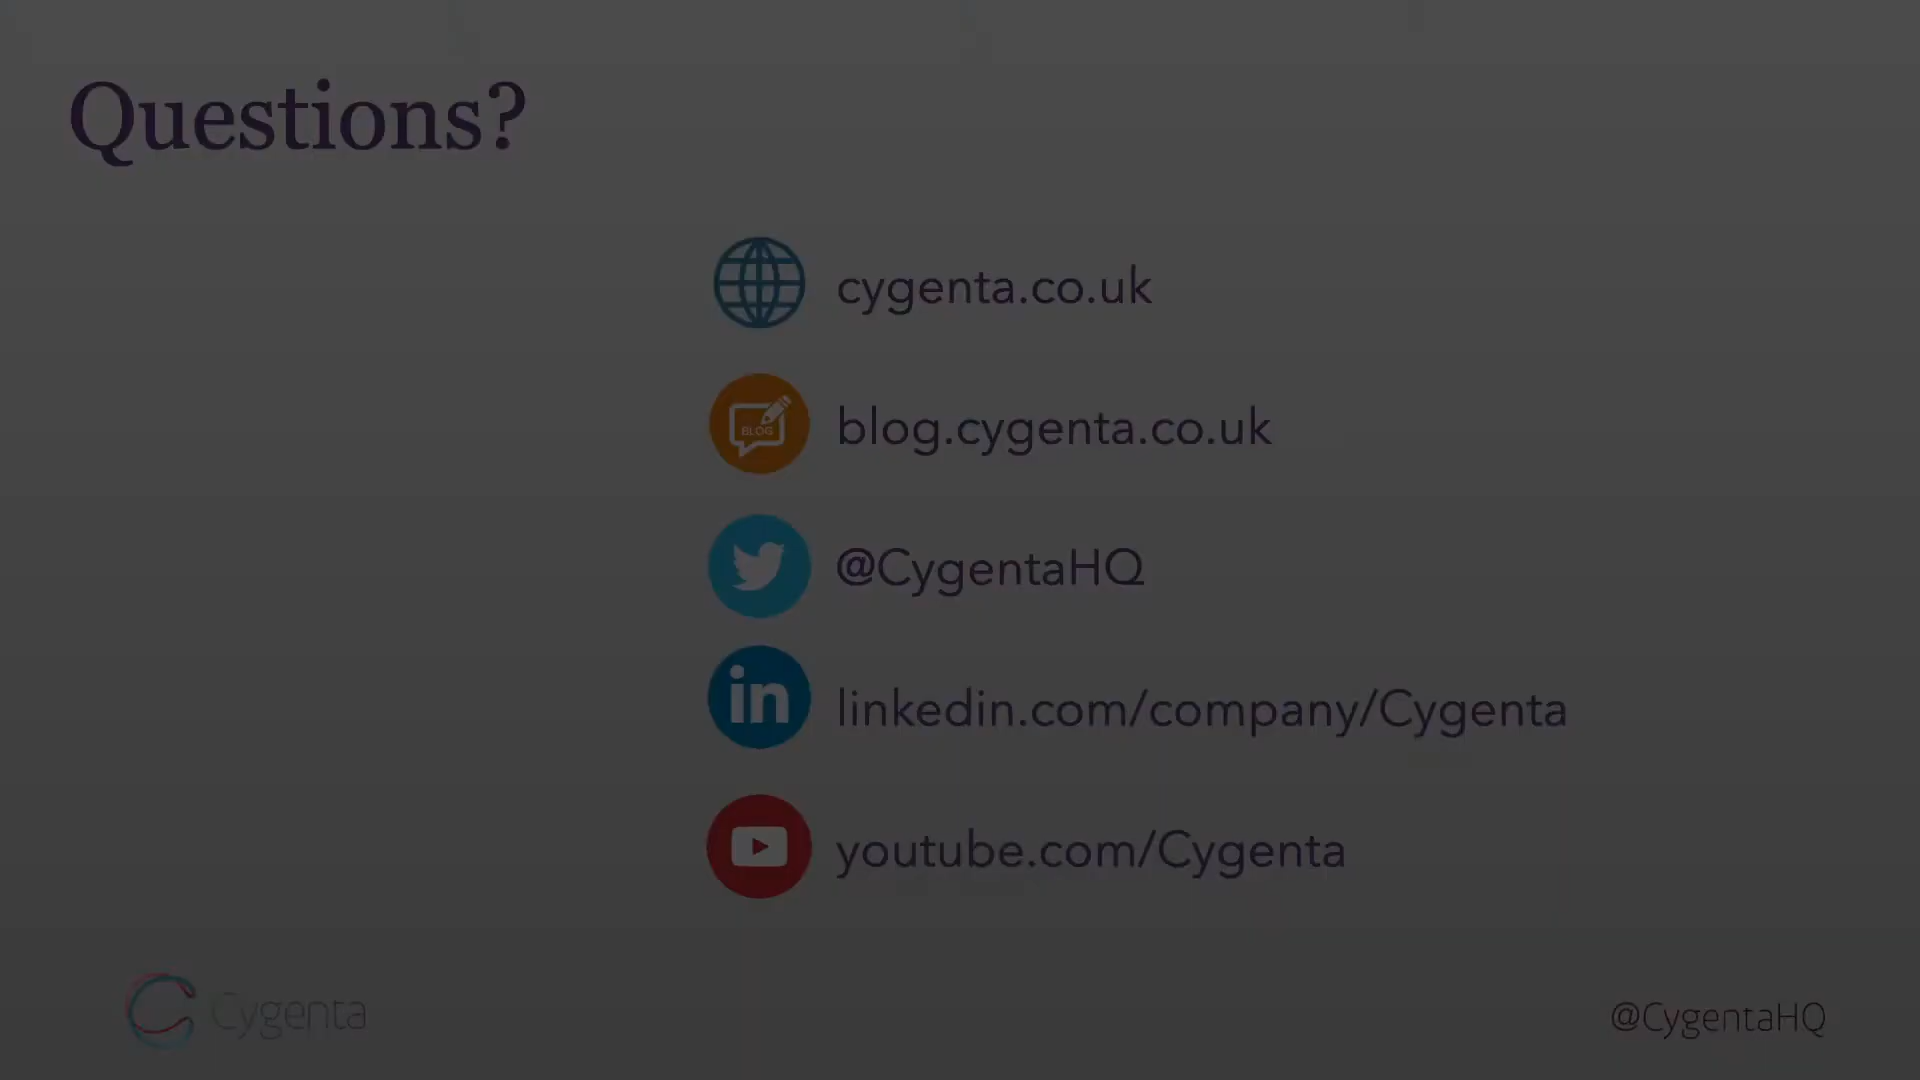 Questions?
cygenta.co.uk
BLOG
blog.cygenta.co.uk
@CygentaHQ
in
linkedin.com/company/Cygenta
youtube.com/Cygenta
Cygenta
@CygentaHQ